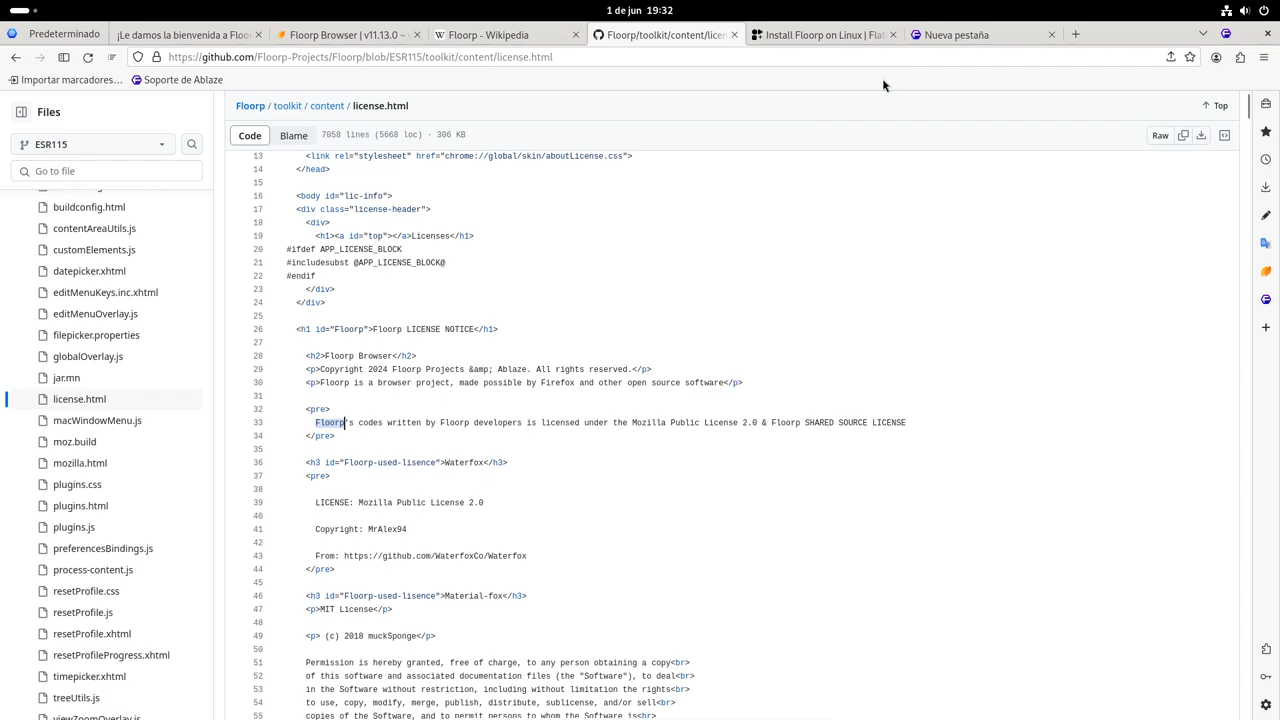 1 de jun 19:32
Predeterminado
¡Le damos la bienvenida a Floo
Floorp Browser | v11.13.0 ~
Floorp - Wikipedia
Floorp/toolkit/content/licen
Install Floorp on Linux | Flat
Nueva pestaña
https://github.com/Floorp-Projects/Floorp/blob/ESR115/toolkit/content/license.html
Importar marcadores…
Soporte de Ablaze
Files
ESR115
Go to file
buildconfig.html
contentAreaUtils.js
customElements.js
datepicker.xhtml
editMenuKeys.inc.xhtml
editMenuOverlay.js
filepicker.properties
globalOverlay.js
jar.mn
license.html
macWindowMenu.js
moz.build
mozilla.html
plugins.css
plugins.html
plugins.js
preferencesBindings.js
process-content.js
resetProfile.css
resetProfile.js
resetProfile.xhtml
resetProfileProgress.xhtml
timepicker.xhtml
treeUtils.js
viewZoomOverlay.js
Floorp / toolkit / content / license.html
Top
Code
Blame
7058 lines (5668 loc) · 306 KB
Raw
13 <link rel="stylesheet" href="chrome://global/skin/aboutLicense.css">
14 </head>
15
16 <body id="lic-info">
17 <div class="license-header">
18 <div>
19 <h1><a id="top"></a>Licenses</h1>
20 #ifdef APP_LICENSE_BLOCK
21 #includesubst @APP_LICENSE_BLOCK@
22 #endif
23 </div>
24 </div>
25
26 <h1 id="Floorp">Floorp LICENSE NOTICE</h1>
27
28 <h2>Floorp Browser</h2>
29 <p>Copyright 2024 Floorp Projects &amp; Ablaze. All rights reserved.</p>
30 <p>Floorp is a browser project, made possible by Firefox and other open source software</p>
31
32 <pre>
33 Floorp's codes written by Floorp developers is licensed under the Mozilla Public License 2.0 & Floorp SHARED SOURCE LICENSE
34 </pre>
35
36 <h3 id="Floorp-used-lisence">Waterfox</h3>
37 <pre>
38
39 LICENSE: Mozilla Public License 2.0
40
41 Copyright: MrAlex94
42
43 From: https://github.com/WaterfoxCo/Waterfox
44 </pre>
45
46 <h3 id="Floorp-used-lisence">Material-fox</h3>
47 <p>MIT License</p>
48
49 <p> (c) 2018 muckSponge</p>
50
51 Permission is hereby granted, free of charge, to any person obtaining a copy<br>
52 of this software and associated documentation files (the "Software"), to deal<br>
53 in the Software without restriction, including without limitation the rights<br>
54 to use, copy, modify, merge, publish, distribute, sublicense, and/or sell<br>
55 copies of the Software, and to permit persons to whom the Software is<br>